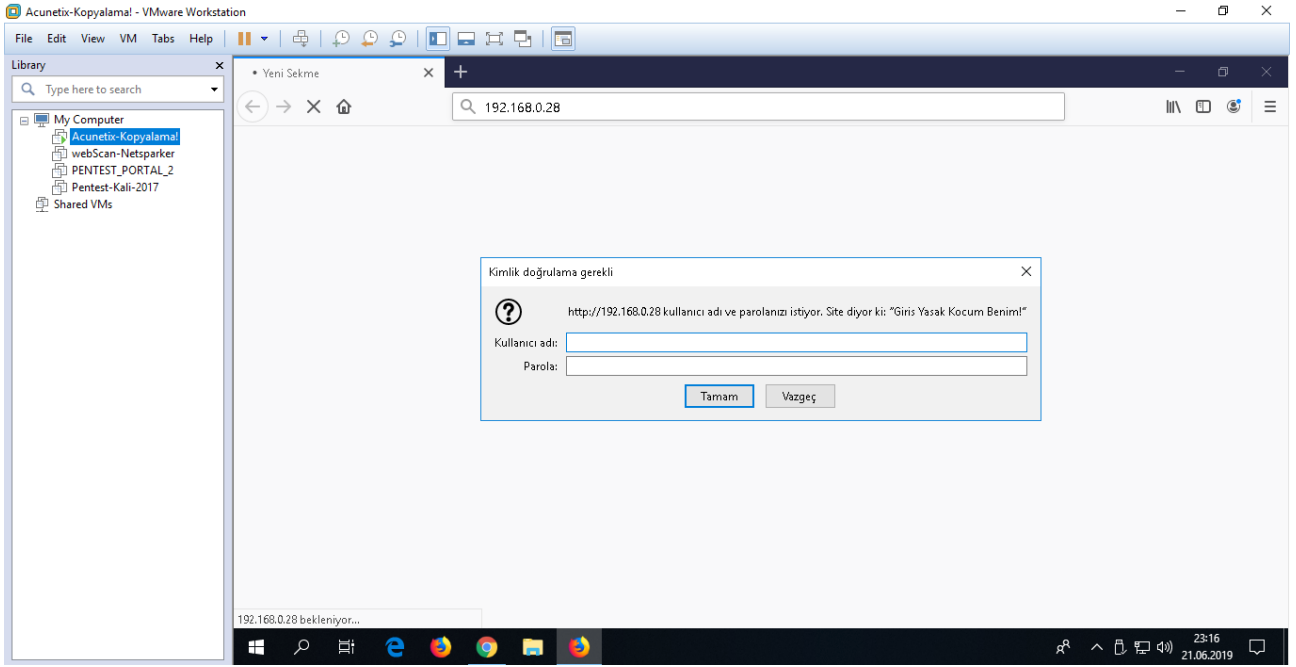 Acunetix-Kopyalama! - VMware Workstation
File Edit View VM Tabs Help
Library
Type here to search
My Computer
Acunetix-Kopyalama!
webScan-Netsparker
PENTEST_PORTAL_2
Pentest-Kali-2017
Shared VMs
• Yeni Sekme
192.168.0.28
Kimlik doğrulama gerekli
http://192.168.0.28 kullanıcı adı ve parolanızı istiyor. Site diyor ki: “Giris Yasak Kocum Benim!”
Kullanıcı adı:
Parola:
Tamam Vazgeç
192.168.0.28 bekleniyor...
23:16
21.06.2019